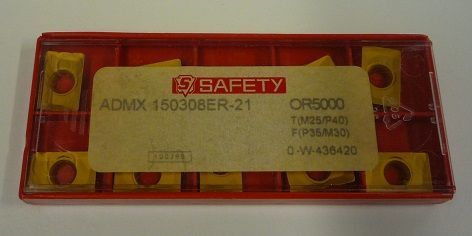 SAFETY
ADMX 150308ER-21 OR5000
T(M25/P40)
F(P35/M30)
0-W-436420